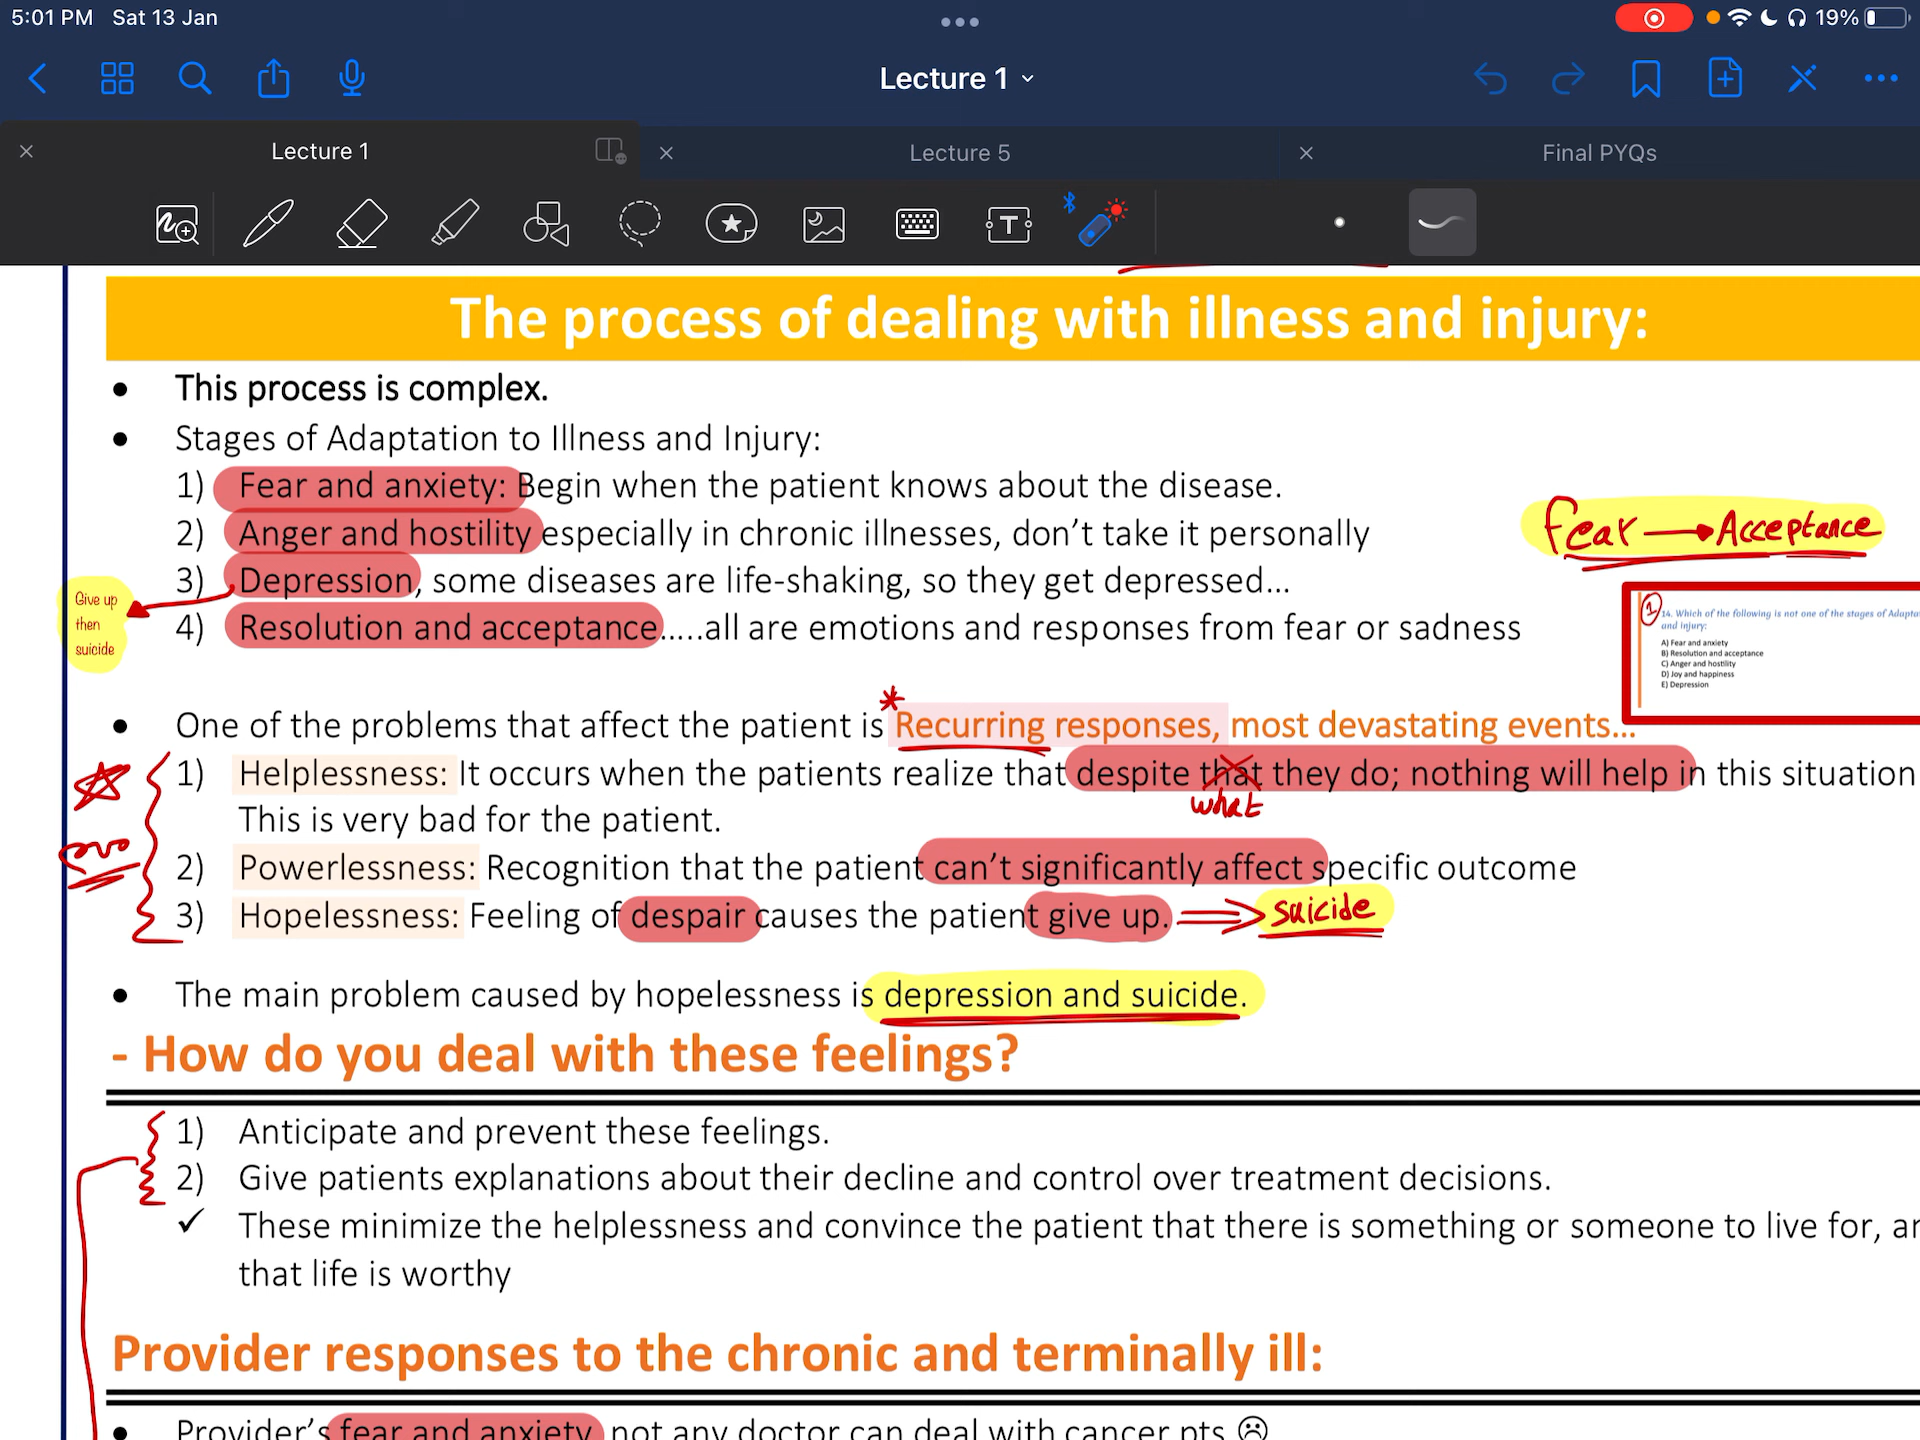 5:01 PM Sat 13 Jan
19%
Lecture 1
Lecture 1
Lecture 5
Final PYQs
The process of dealing with illness and injury:
• This process is complex.
• Stages of Adaptation to Illness and Injury:
1) Fear and anxiety: Begin when the patient knows about the disease.
2) Anger and hostility especially in chronic illnesses, don't take it personally
fear → Acceptance
3) Depression, some diseases are life-shaking, so they get depressed...
Give up
then
suicide
4) Resolution and acceptance.....all are emotions and responses from fear or sadness
14. Which of the following is not one of the stages of Adapta
and injury:
A) Fear and anxiety
B) Resolution and acceptance
C) Anger and hostility
D) Joy and happiness
E) Depression
• One of the problems that affect the patient is Recurring responses, most devastating events...
1) Helplessness: It occurs when the patients realize that despite that they do; nothing will help in this situation
what
This is very bad for the patient.
2) Powerlessness: Recognition that the patient can't significantly affect specific outcome
3) Hopelessness: Feeling of despair causes the patient give up. ⇒ suicide
• The main problem caused by hopelessness is depression and suicide.
- How do you deal with these feelings?
1) Anticipate and prevent these feelings.
2) Give patients explanations about their decline and control over treatment decisions.
✓ These minimize the helplessness and convince the patient that there is something or someone to live for, an
that life is worthy
Provider responses to the chronic and terminally ill:
• Provider's fear and anxiety not any doctor can deal with cancer pts ☹